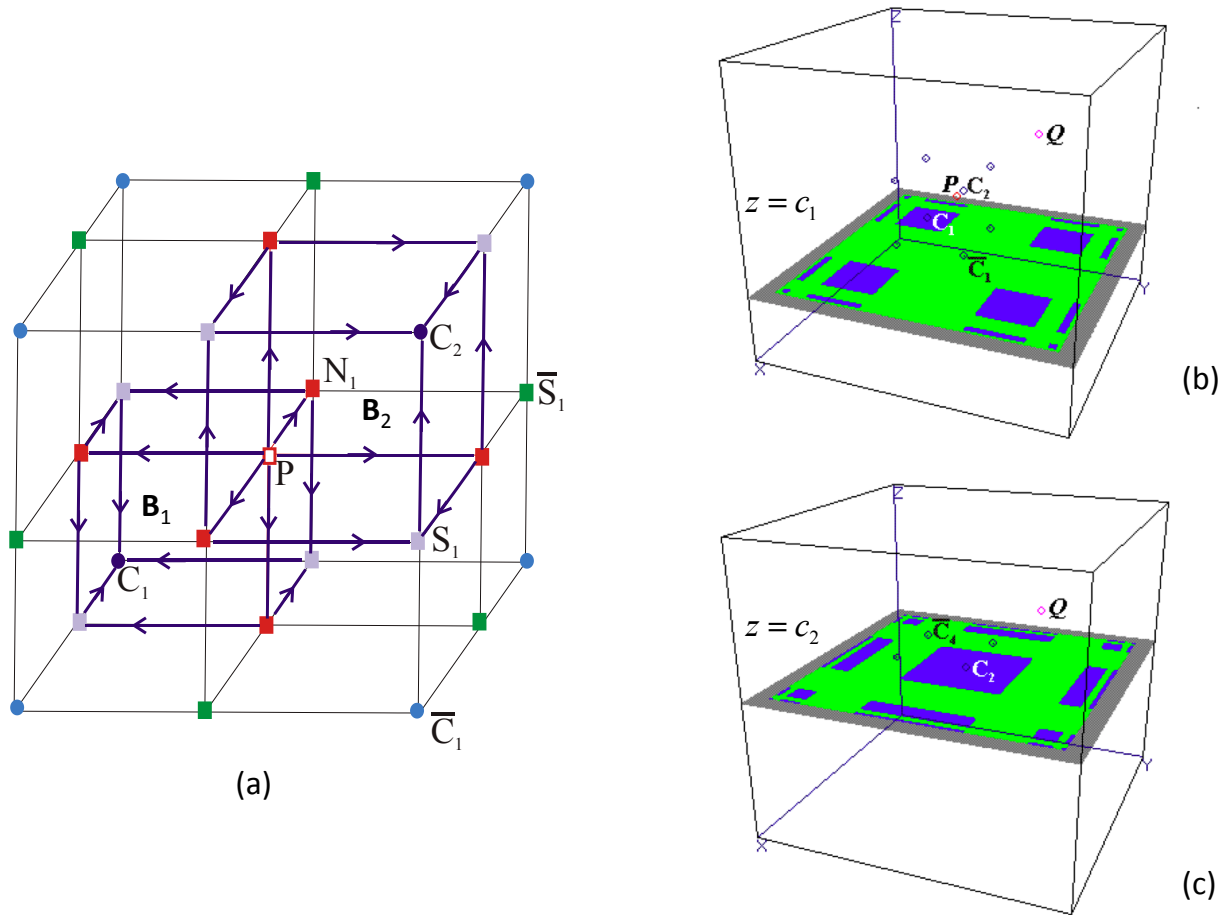 N₁
C₂
B₂
S̅₁
P
B₁
S₁
C₁
C̅₁
(a)
Z
Q
P C₂
z = c₁
C₁
C̅₁
Y
X
(b)
Z
Q
z = c₂
C̅₄
C₂
Y
X
(c)